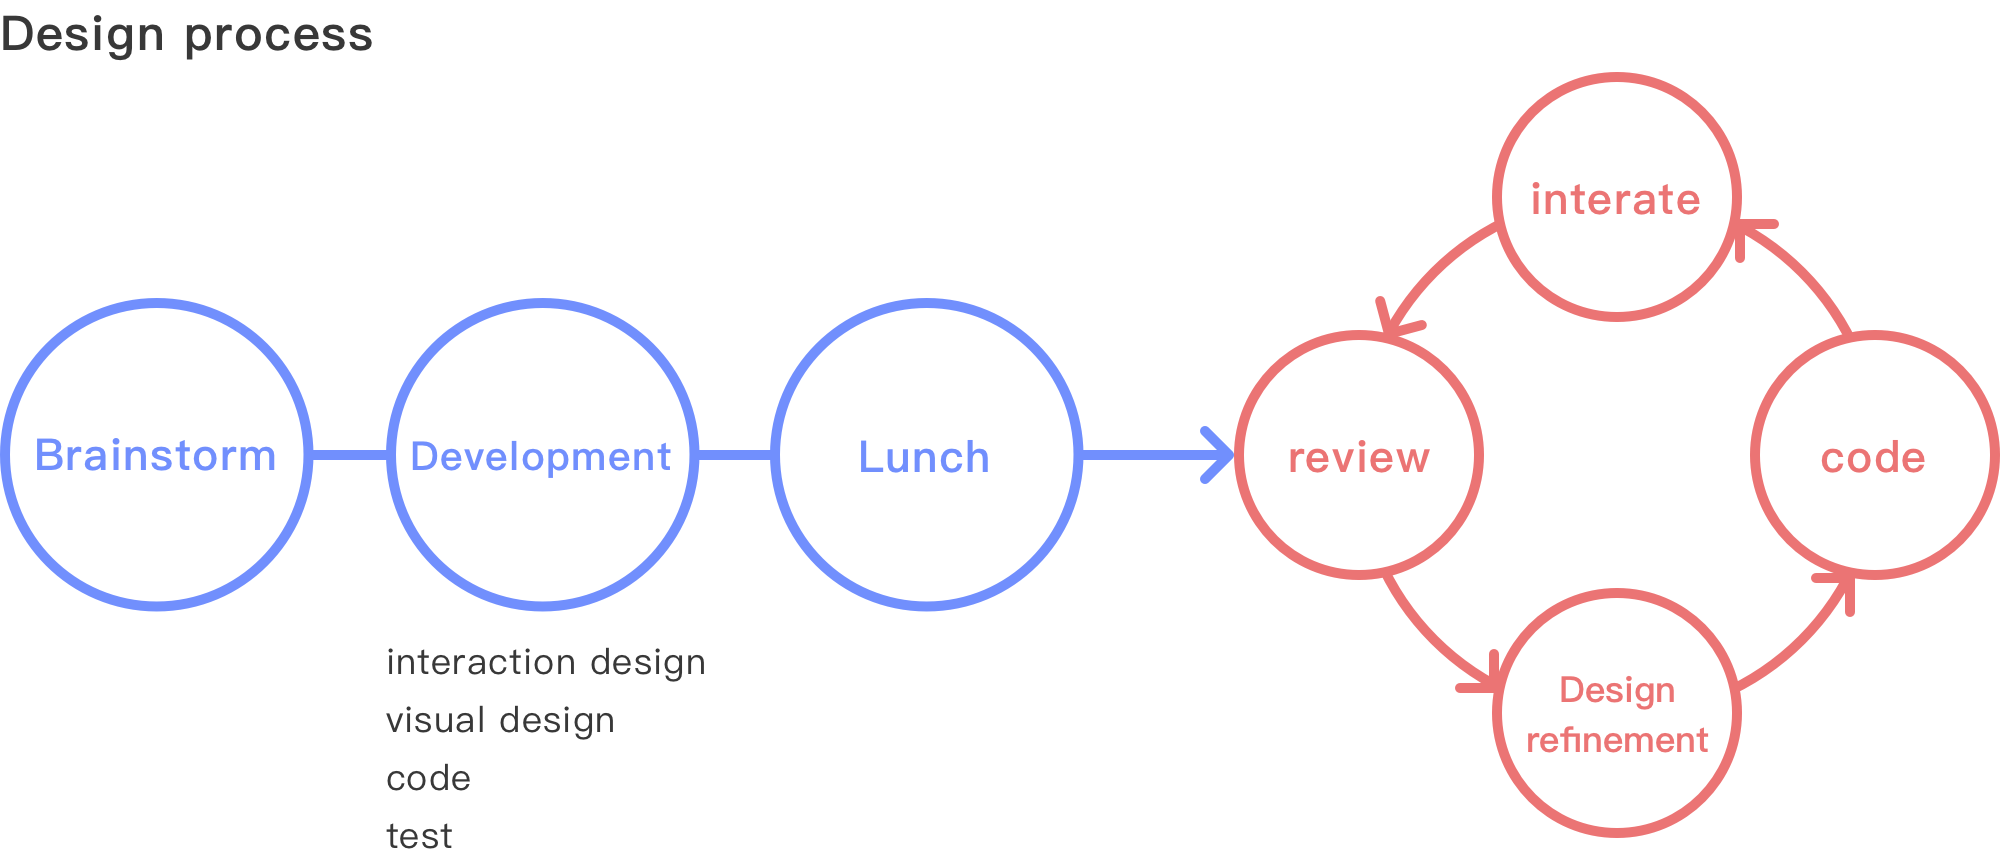 Design process
Brainstorm
Development
Lunch
interaction design
visual design
code
test
interate
review
code
Design
refinement